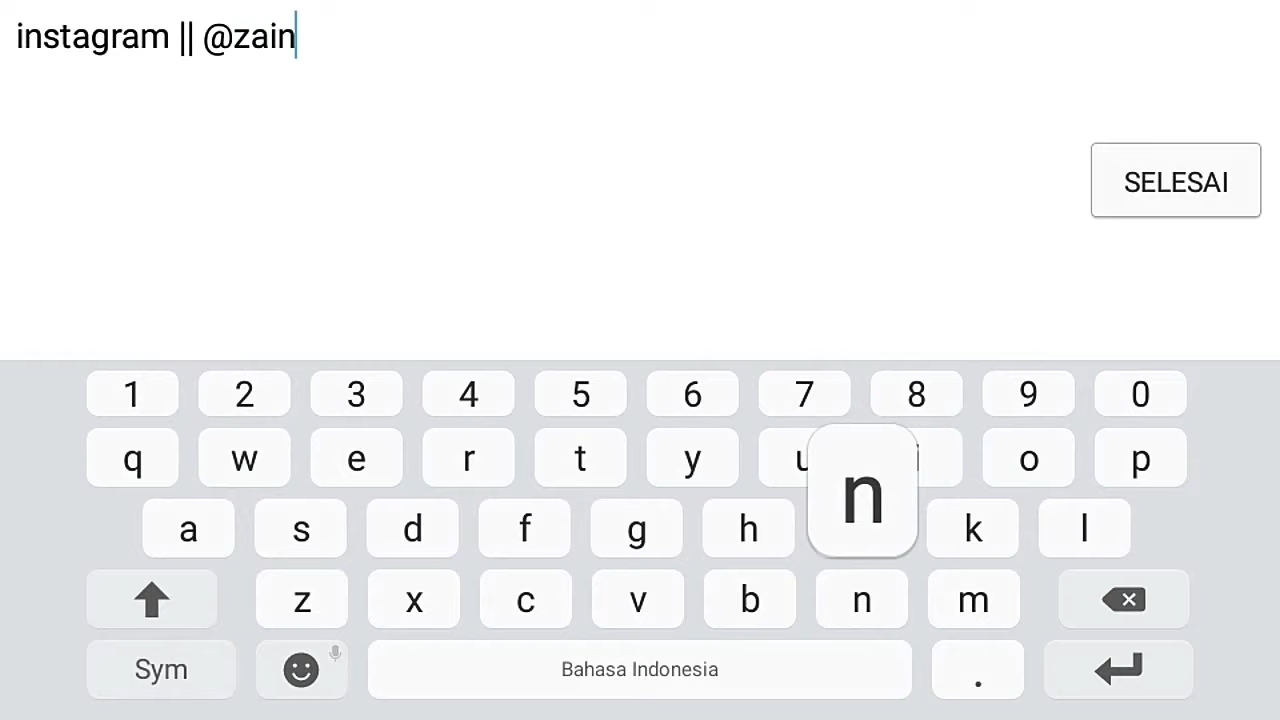 instagram || @zain
SELESAI
1 2 3 4 5 6 7 8 9 0
q w e r t y u i o p
n
a s d f g h k l
z x c v b n m
Sym Bahasa Indonesia .